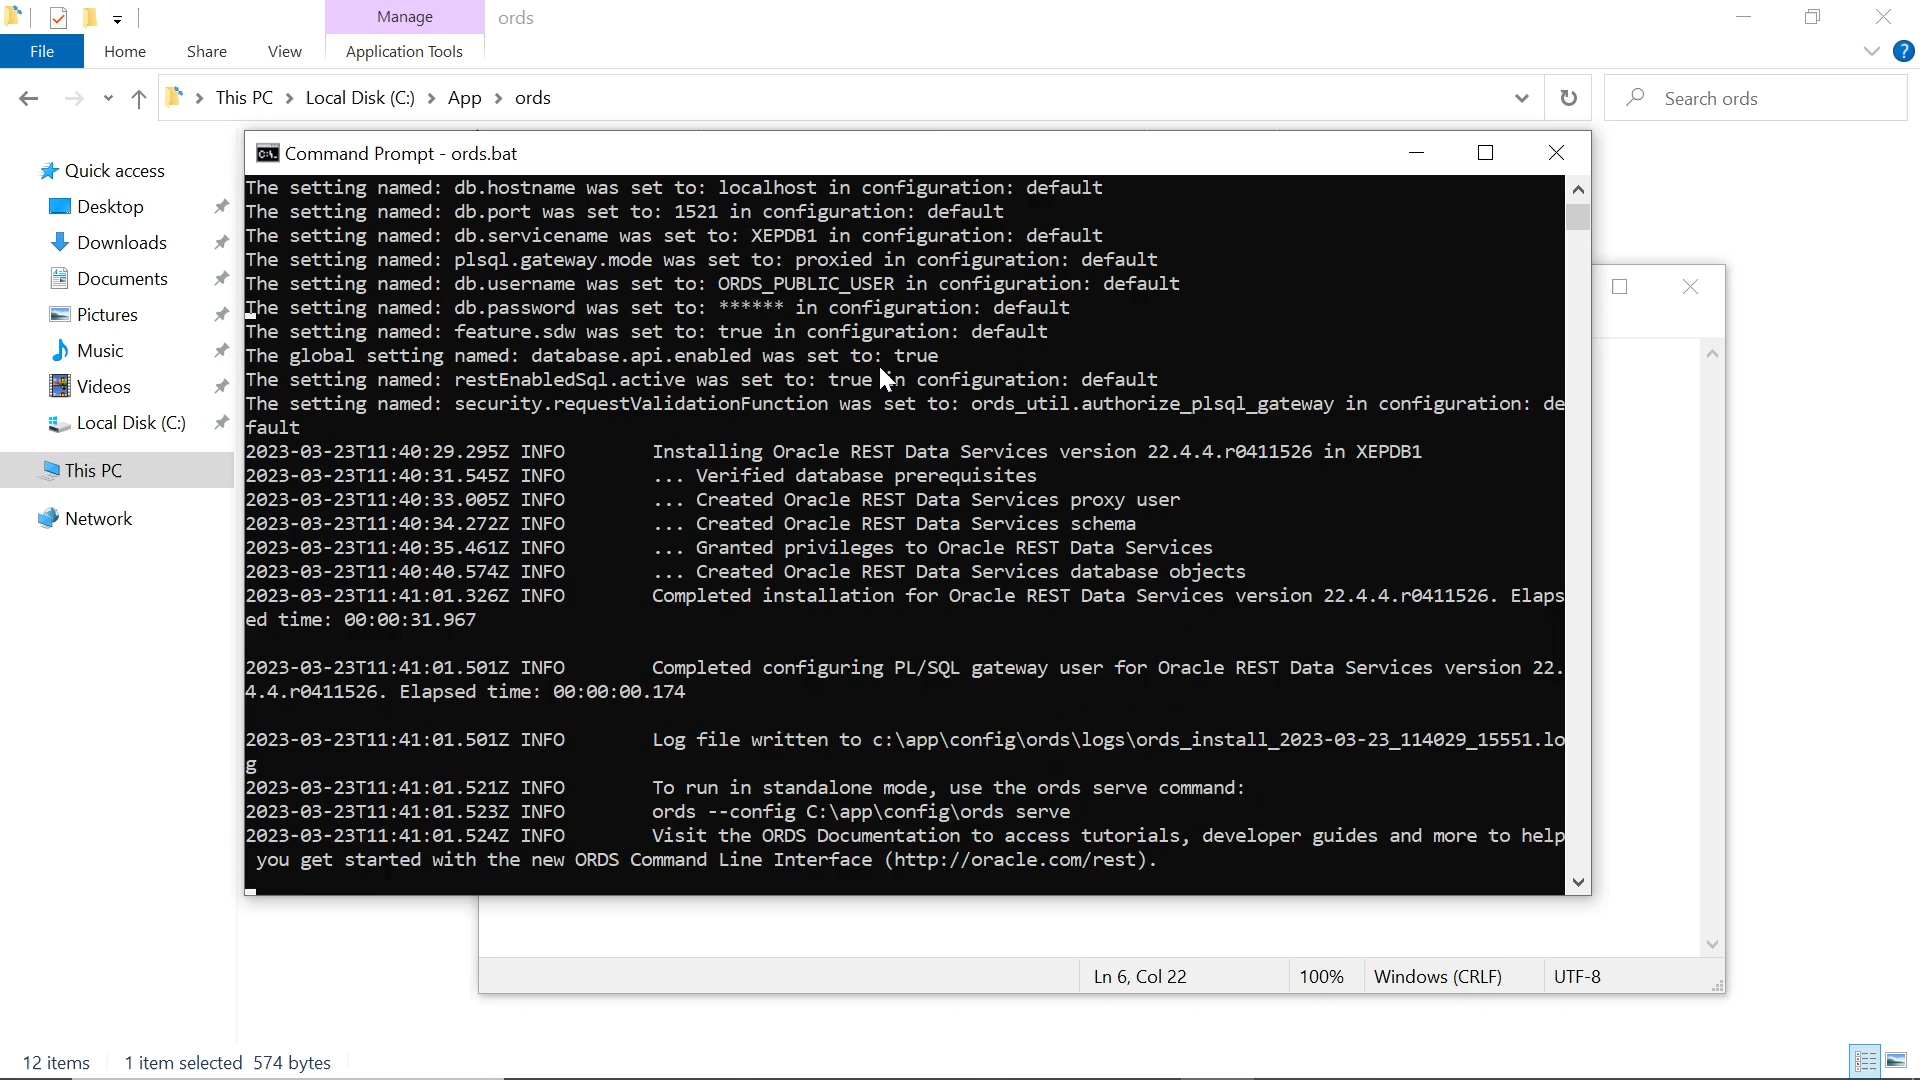 Manage
ords
File
Home
Share
View
Application Tools
This PC
Local Disk (C:)
App
ords
Search ords
Quick access
Desktop
Downloads
Documents
Pictures
Music
Videos
Local Disk (C:)
This PC
Network
Command Prompt - ords.bat
The setting named: db.hostname was set to: localhost in configuration: default
The setting named: db.port was set to: 1521 in configuration: default
The setting named: db.servicename was set to: XEPDB1 in configuration: default
The setting named: plsql.gateway.mode was set to: proxied in configuration: default
The setting named: db.username was set to: ORDS_PUBLIC_USER in configuration: default
The setting named: db.password was set to: ****** in configuration: default
The setting named: feature.sdw was set to: true in configuration: default
The global setting named: database.api.enabled was set to: true
The setting named: restEnabledSql.active was set to: true in configuration: default
The setting named: security.requestValidationFunction was set to: ords_util.authorize_plsql_gateway in configuration: de
fault
2023-03-23T11:40:29.295Z INFO        Installing Oracle REST Data Services version 22.4.4.r0411526 in XEPDB1
2023-03-23T11:40:31.545Z INFO        ... Verified database prerequisites
2023-03-23T11:40:33.005Z INFO        ... Created Oracle REST Data Services proxy user
2023-03-23T11:40:34.272Z INFO        ... Created Oracle REST Data Services schema
2023-03-23T11:40:35.461Z INFO        ... Granted privileges to Oracle REST Data Services
2023-03-23T11:40:40.574Z INFO        ... Created Oracle REST Data Services database objects
2023-03-23T11:41:01.326Z INFO        Completed installation for Oracle REST Data Services version 22.4.4.r0411526. Elaps
ed time: 00:00:31.967
2023-03-23T11:41:01.501Z INFO        Completed configuring PL/SQL gateway user for Oracle REST Data Services version 22.
4.4.r0411526. Elapsed time: 00:00:00.174
2023-03-23T11:41:01.501Z INFO        Log file written to c:\app\config\ords\logs\ords_install_2023-03-23_114029_15551.lo
g
2023-03-23T11:41:01.521Z INFO        To run in standalone mode, use the ords serve command:
2023-03-23T11:41:01.523Z INFO        ords --config C:\app\config\ords serve
2023-03-23T11:41:01.524Z INFO        Visit the ORDS Documentation to access tutorials, developer guides and more to help
you get started with the new ORDS Command Line Interface (http://oracle.com/rest).
Ln 6, Col 22
100%
Windows (CRLF)
UTF-8
12 items
1 item selected 574 bytes